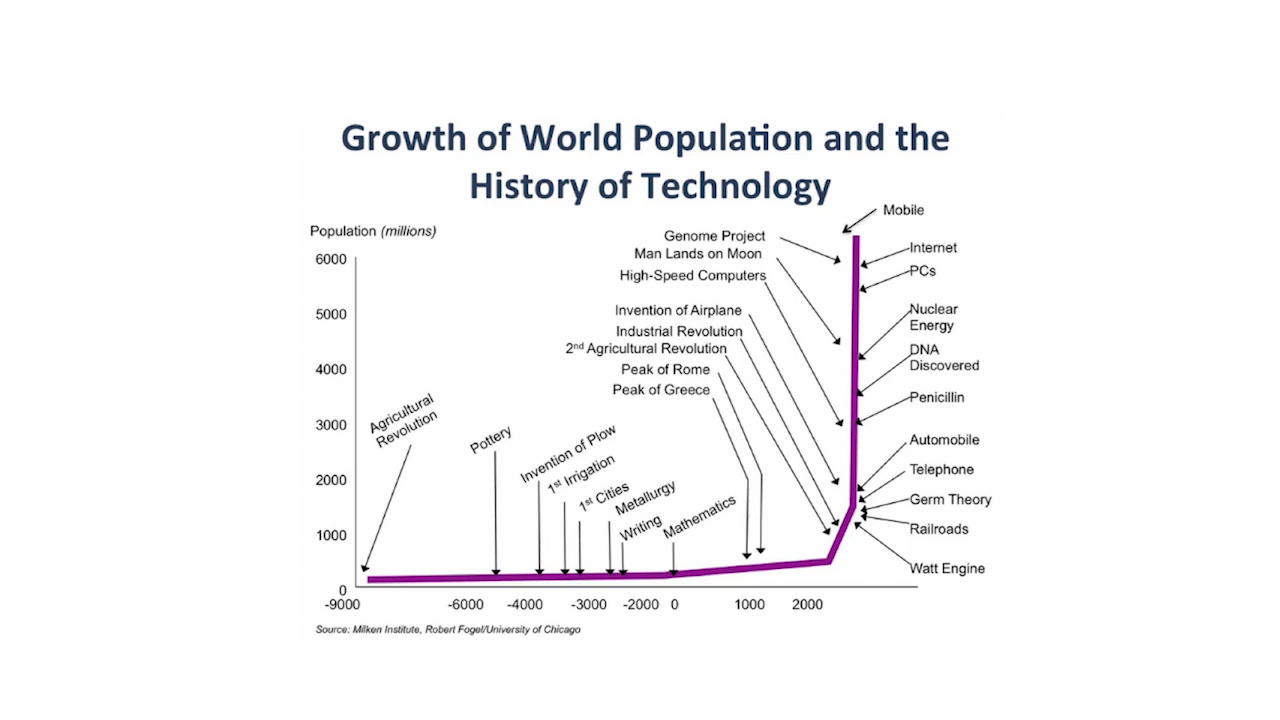 Growth of World Population and the
History of Technology
Population (millions)
6000
5000
4000
3000
2000
1000
0
-9000
-6000
-4000
-3000
-2000
0
1000
2000
Agricultural
Revolution
Pottery
Invention of Plow
1st Irrigation
1st Cities
Metallurgy
Writing
Mathematics
Genome Project
Man Lands on Moon
High-Speed Computers
Invention of Airplane
Industrial Revolution
2nd Agricultural Revolution
Peak of Rome
Peak of Greece
Mobile
Internet
PCs
Nuclear
Energy
DNA
Discovered
Penicillin
Automobile
Telephone
Germ Theory
Railroads
Watt Engine
Source: Milken Institute, Robert Fogel/University of Chicago